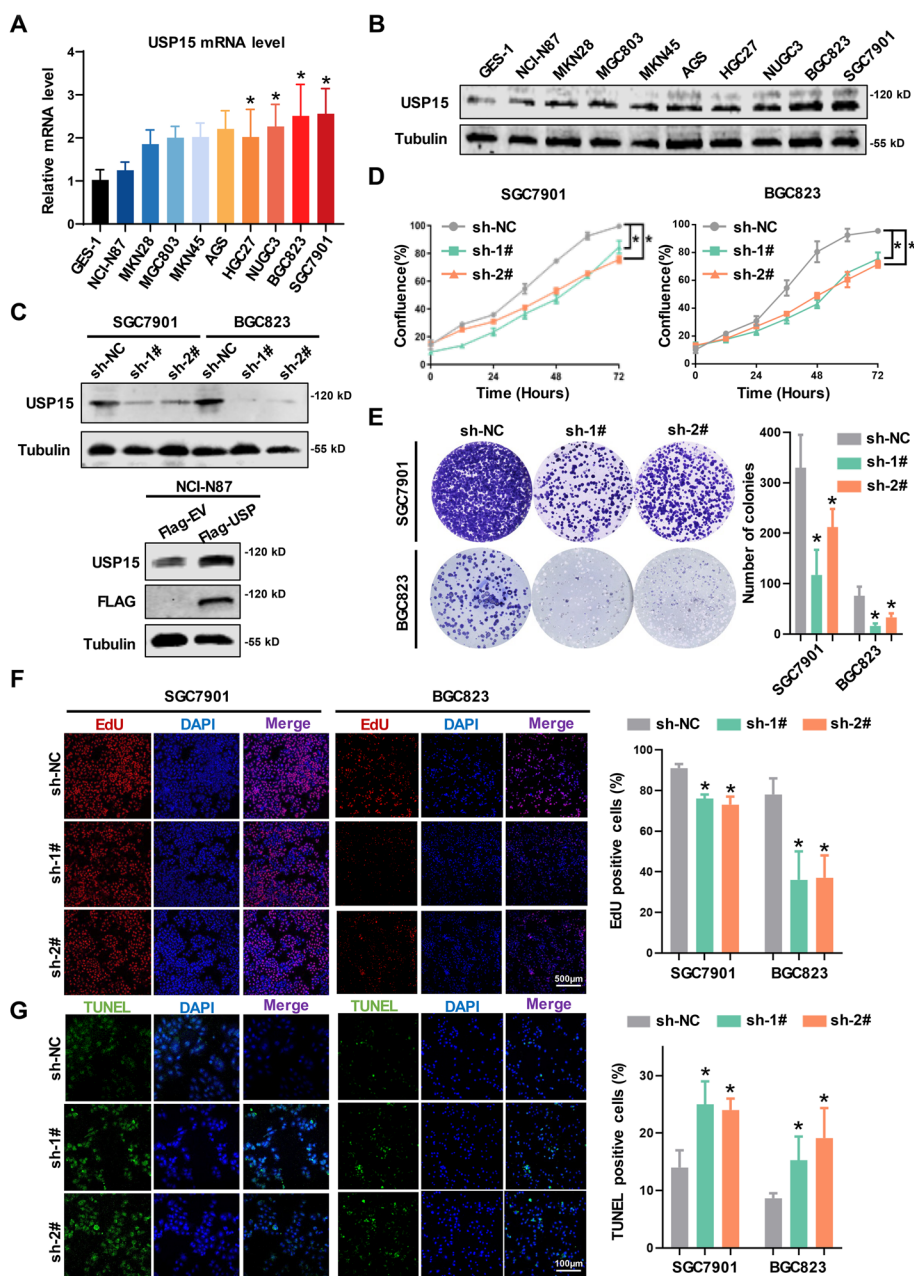 A
USP15 mRNA level
Relative mRNA level
4
3
2
1
0
* * * *
GES-1 NCI-N87 MKN28 MGC803 MKN45 AGS HGC27 NUGC3 BGC823 SGC7901
B
GES-1 NCI-N87 MKN28 MGC803 MKN45 AGS HGC27 NUGC3 BGC823 SGC7901
USP15 -120 kD
Tubulin -55 kD
C
SGC7901 BGC823
sh-NC sh-1# sh-2# sh-NC sh-1# sh-2#
USP15 -120 kD
Tubulin -55 kD
NCI-N87
Flag-EV Flag-USP
USP15 -120 kD
FLAG -120 kD
Tubulin -55 kD
D
SGC7901
Confluence(%)
100
80
60
40
20
0
sh-NC
sh-1#
sh-2#
* *
0 24 48 72
Time (Hours)
BGC823
Confluence(%)
100
80
60
40
20
0
sh-NC
sh-1#
sh-2#
* *
0 24 48 72
Time (Hours)
E
sh-NC sh-1# sh-2#
SGC7901
BGC823
Number of colonies
400
300
200
100
0
sh-NC
sh-1#
sh-2#
* * * *
SGC7901 BGC823
F
SGC7901 BGC823
EdU DAPI Merge EdU DAPI Merge
sh-NC
sh-1#
sh-2#
500μm
sh-NC sh-1# sh-2#
EdU positive cells (%)
100
80
60
40
20
0
* * * *
SGC7901 BGC823
G
TUNEL DAPI Merge TUNEL DAPI Merge
sh-NC
sh-1#
sh-2#
100μm
sh-NC sh-1# sh-2#
TUNEL positive cells (%)
30
20
10
0
* * * *
SGC7901 BGC823